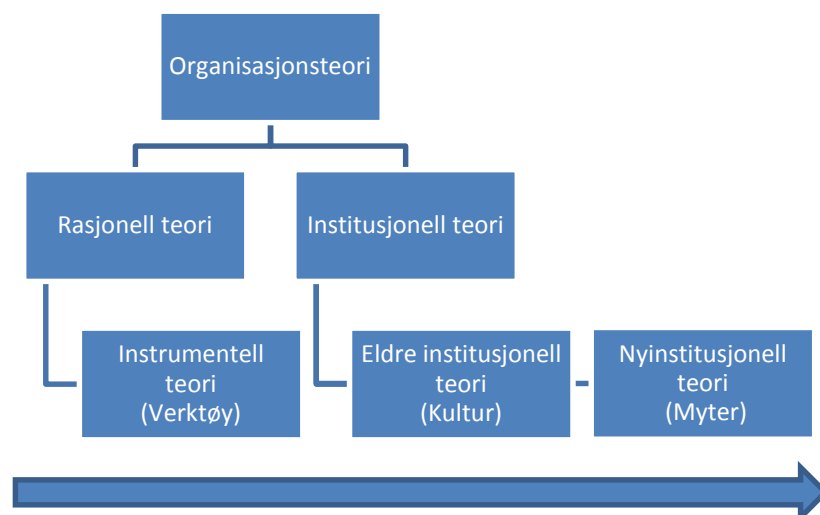 Organisasjonsteori
Rasjonell teori
Institusjonell teori
Instrumentell
teori
(Verktøy)
Eldre institusjonell
teori
(Kultur)
Nyinstitusjonell
teori
(Myter)